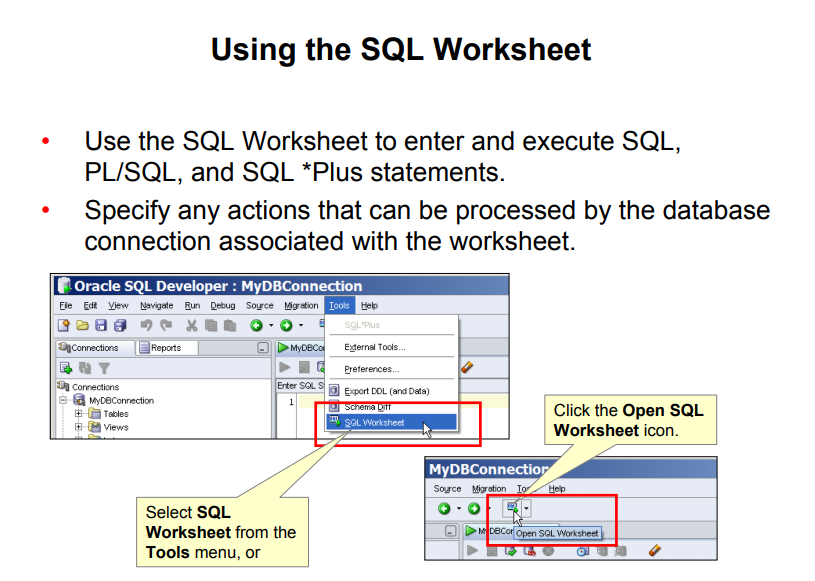 Using the SQL Worksheet
• Use the SQL Worksheet to enter and execute SQL,
PL/SQL, and SQL *Plus statements.
• Specify any actions that can be processed by the database
connection associated with the worksheet.
Oracle SQL Developer : MyDBConnection
File Edit View Navigate Run Debug Source Migration Tools Help
SQL*Plus
External Tools...
Preferences...
Export DDL (and Data)
Schema Diff
SQL Worksheet
Connections Reports
Connections
MyDBConnection
Tables
Views
MyDBCo
Enter SQL S
1
Click the Open SQL
Worksheet icon.
Select SQL
Worksheet from the
Tools menu, or
MyDBConnection
Source Migration To Help
MyDBCor
Open SQL Worksheet